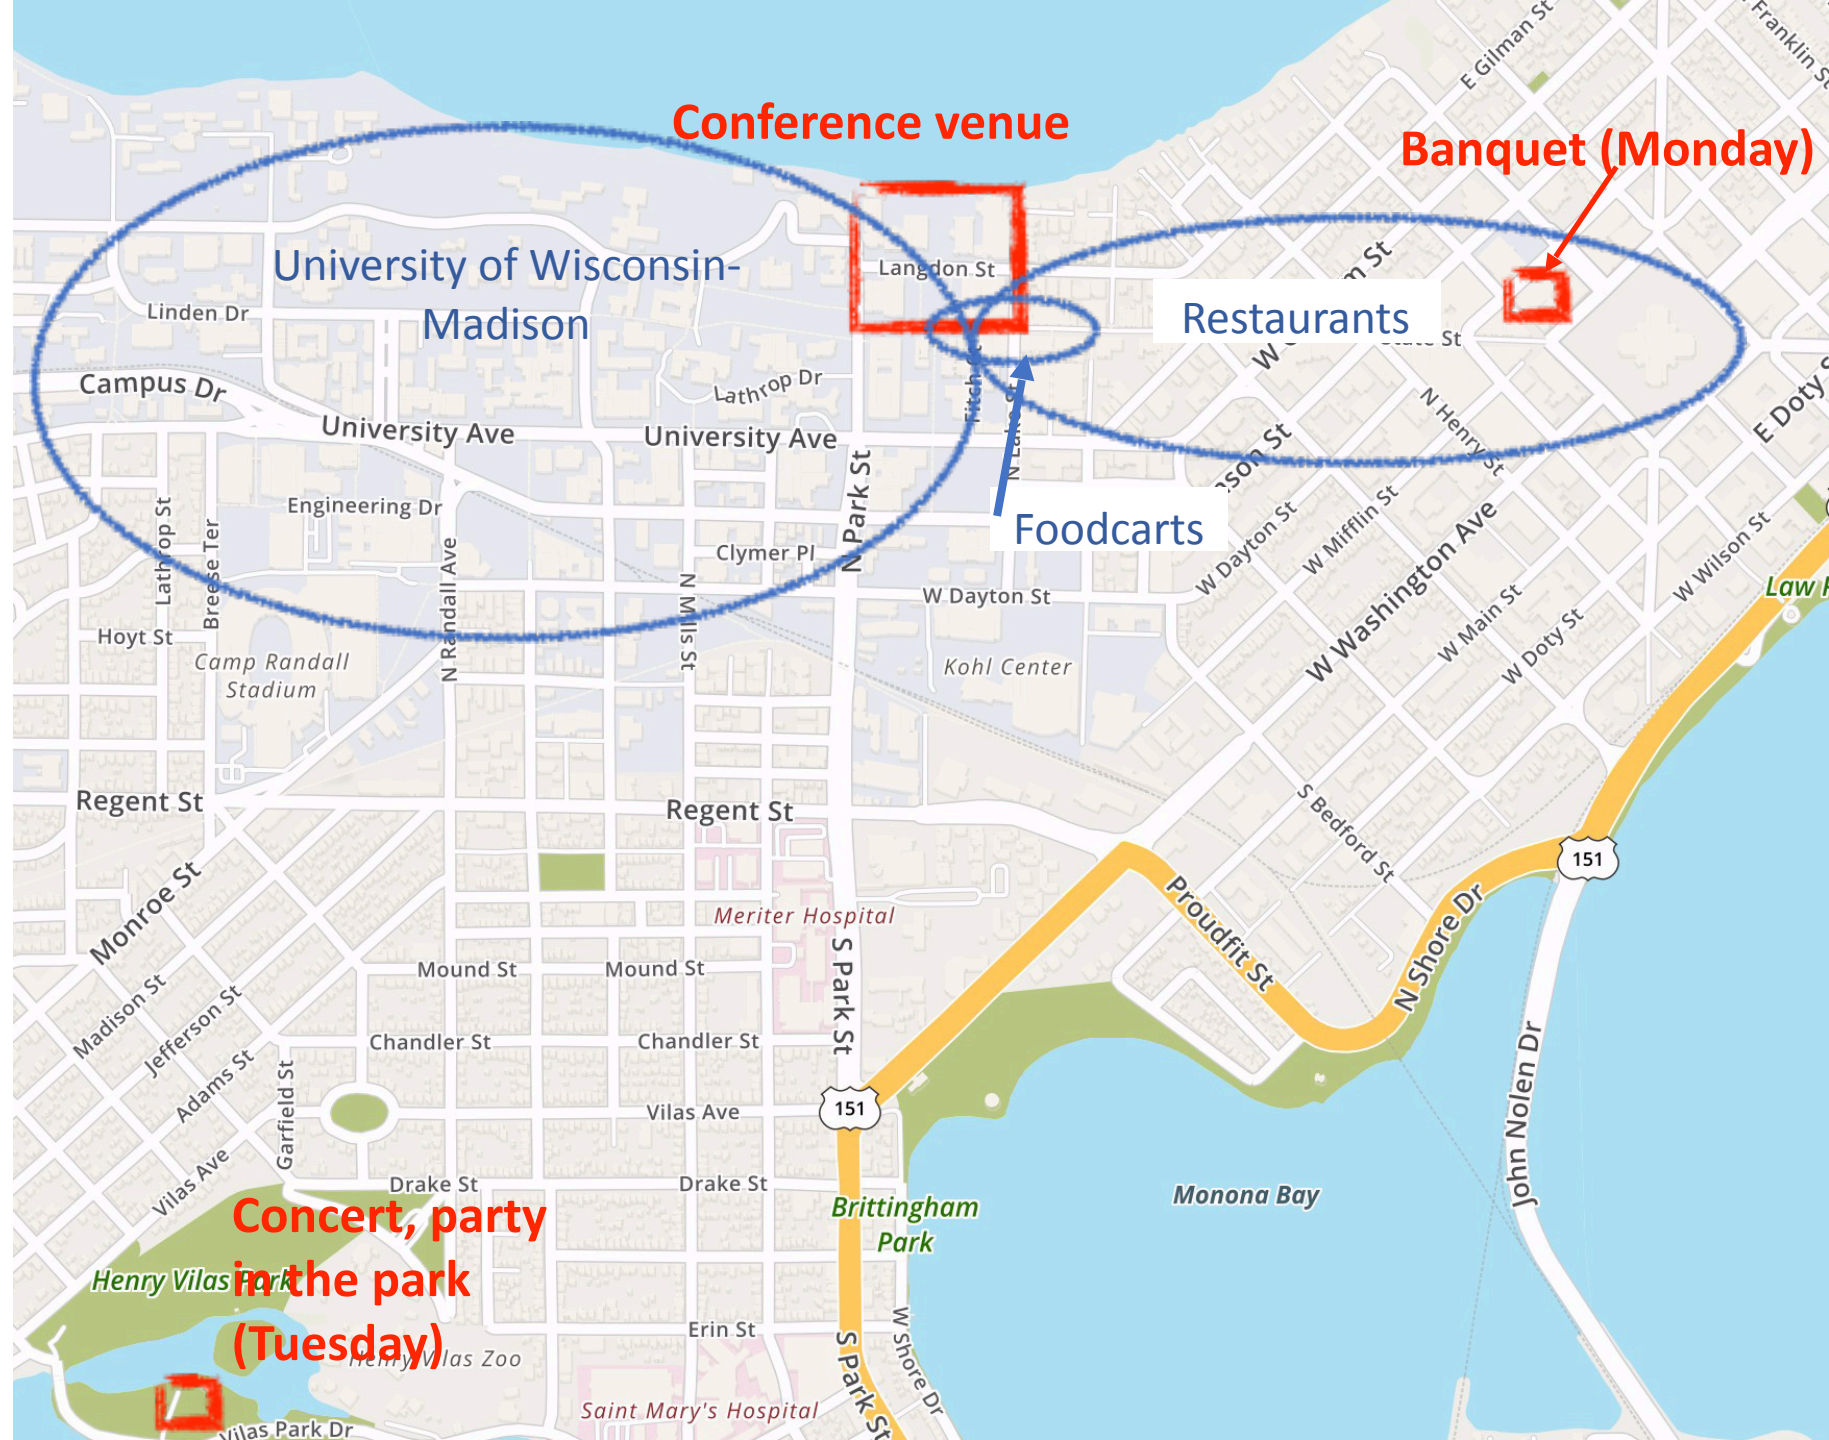 E Gilman St
Franklin St
Conference venue
Banquet (Monday)
University of Wisconsin-
Madison
Langdon St
Linden Dr
Restaurants
State St
Campus Dr
Lathrop Dr
University Ave
University Ave
N Henry St
E Doty
N Park St
Engineering Dr
Lathrop St
Breese Ter
N Randall Ave
Clymer Pl
N Mills St
N Lake St
Foodcarts
W Dayton St
W Dayton St
W Mifflin St
W Washington Ave
W Main St
W Doty St
W Wilson St
Law
Hoyt St
Camp Randall
Stadium
Kohl Center
Regent St
Regent St
S Bedford St
151
Monroe St
Meriter Hospital
S Park St
Proudfit St
N Shore Dr
Mound St
Mound St
Madison St
Jefferson St
Adams St
Garfield St
Chandler St
Chandler St
John Nolen Dr
Vilas Ave
151
Vilas Ave
Drake St
Drake St
Brittingham
Park
Monona Bay
Concert, party
in the park
(Tuesday)
Henry Vilas Park
Henry Vilas Zoo
Erin St
S Park St
W Shore Dr
Saint Mary's Hospital
Vilas Park Dr